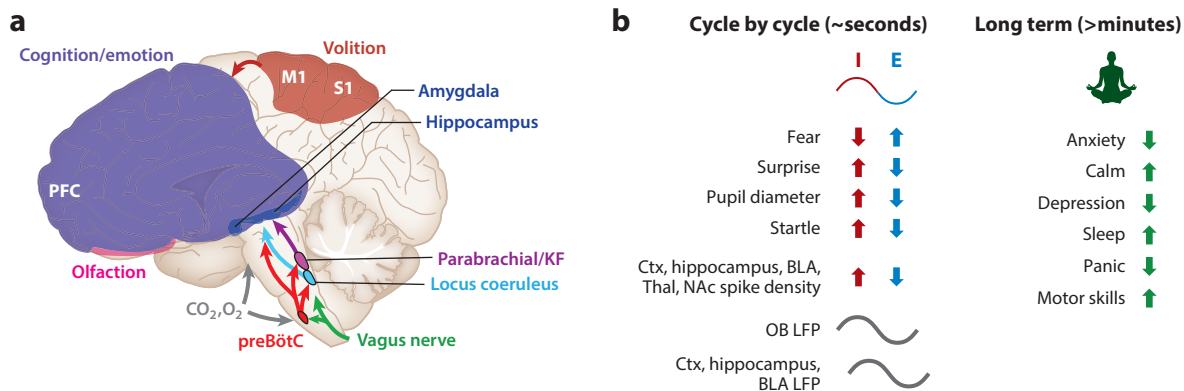 a
Cognition/emotion
Volition
M1
S1
Amygdala
Hippocampus
PFC
Olfaction
Parabrachial/KF
Locus coeruleus
CO₂,O₂
preBötC
Vagus nerve
b
Cycle by cycle (~seconds)
I E
Fear
Surprise
Pupil diameter
Startle
Ctx, hippocampus, BLA,
Thal, NAc spike density
OB LFP
Ctx, hippocampus,
BLA LFP
Long term (>minutes)
Anxiety
Calm
Depression
Sleep
Panic
Motor skills